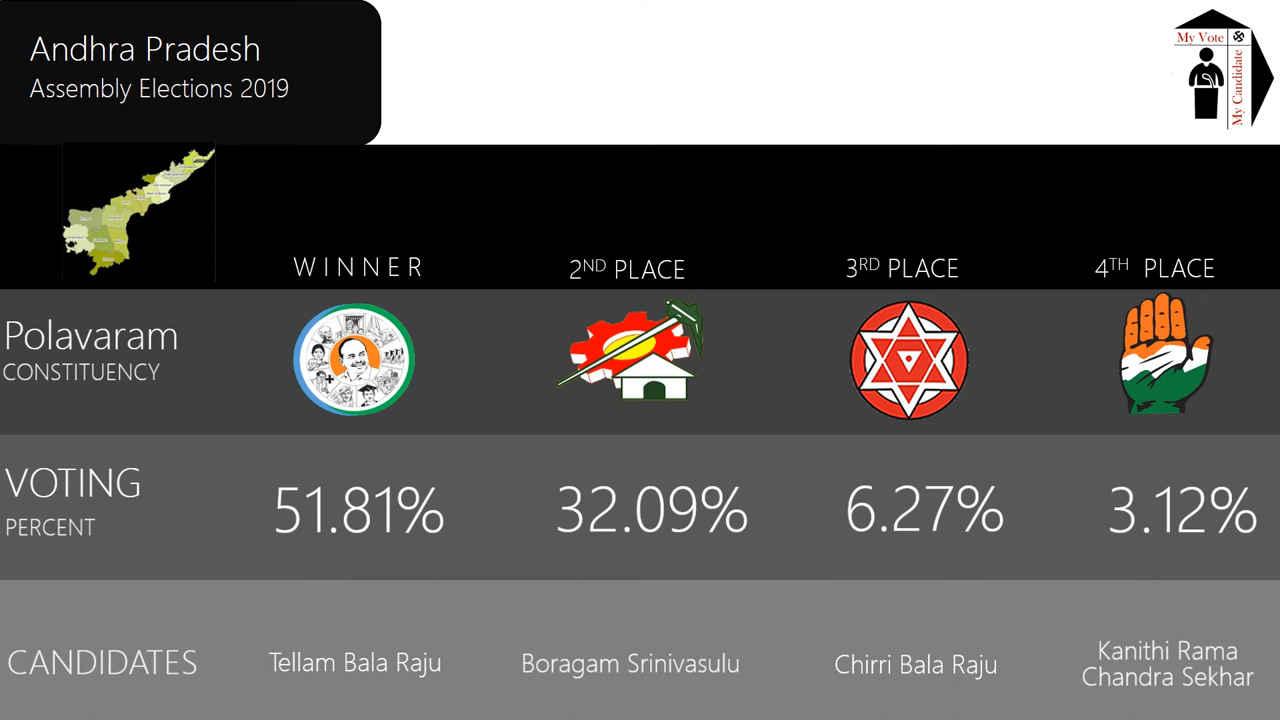 Andhra Pradesh
Assembly Elections 2019
My Vote
My Candidate
WINNER
2ND PLACE
3RD PLACE
4TH PLACE
Polavaram
CONSTITUENCY
VOTING
PERCENT
51.81%
32.09%
6.27%
3.12%
CANDIDATES
Tellam Bala Raju
Boragam Srinivasulu
Chirri Bala Raju
Kanithi Rama
Chandra Sekhar